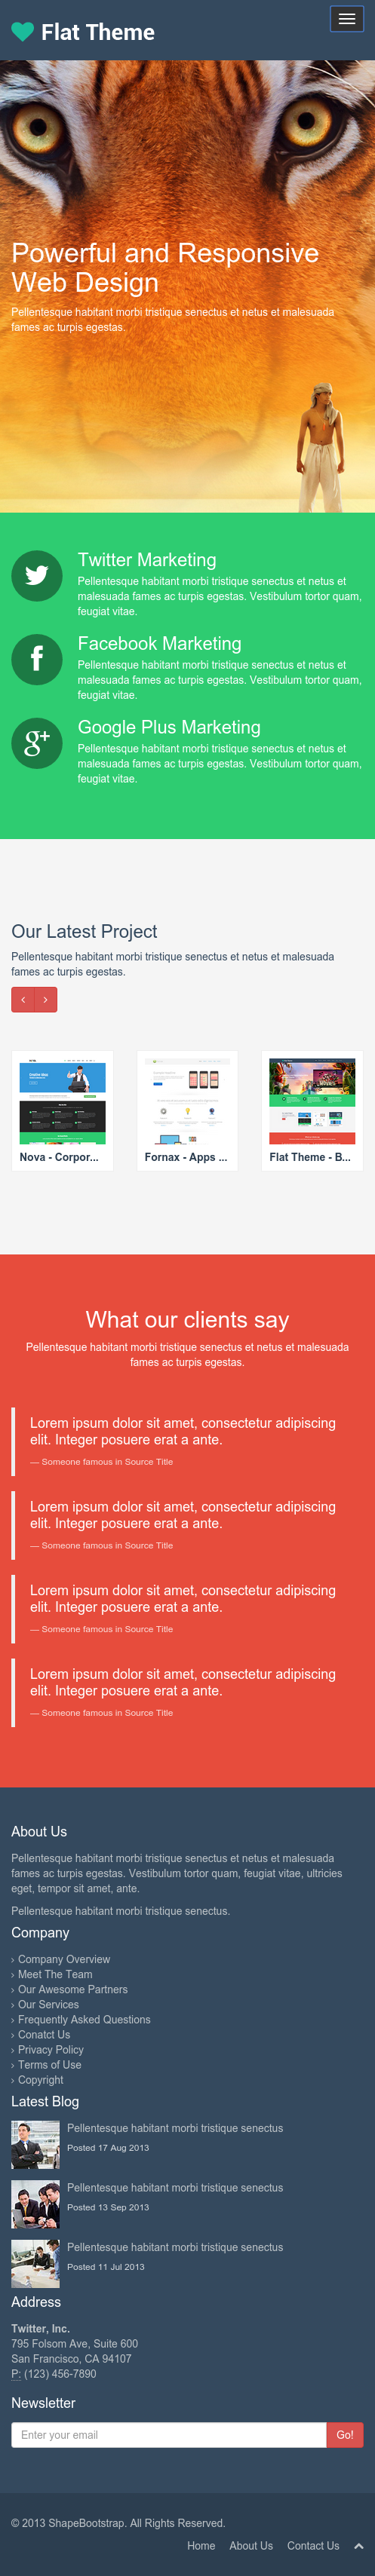 Flat Theme
Powerful and Responsive
Web Design
Pellentesque habitant morbi tristique senectus et netus et malesuada
fames ac turpis egestas.
Twitter Marketing
Pellentesque habitant morbi tristique senectus et netus et
malesuada fames ac turpis egestas. Vestibulum tortor quam,
feugiat vitae.
Facebook Marketing
Pellentesque habitant morbi tristique senectus et netus et
malesuada fames ac turpis egestas. Vestibulum tortor quam,
feugiat vitae.
Google Plus Marketing
Pellentesque habitant morbi tristique senectus et netus et
malesuada fames ac turpis egestas. Vestibulum tortor quam,
feugiat vitae.
Our Latest Project
Pellentesque habitant morbi tristique senectus et netus et malesuada
fames ac turpis egestas.
Nova - Corpor...
Fornax - Apps ...
Flat Theme - B...
What our clients say
Pellentesque habitant morbi tristique senectus et netus et malesuada
fames ac turpis egestas.
Lorem ipsum dolor sit amet, consectetur adipiscing
elit. Integer posuere erat a ante.
— Someone famous in Source Title
Lorem ipsum dolor sit amet, consectetur adipiscing
elit. Integer posuere erat a ante.
— Someone famous in Source Title
Lorem ipsum dolor sit amet, consectetur adipiscing
elit. Integer posuere erat a ante.
— Someone famous in Source Title
Lorem ipsum dolor sit amet, consectetur adipiscing
elit. Integer posuere erat a ante.
— Someone famous in Source Title
About Us
Pellentesque habitant morbi tristique senectus et netus et malesuada
fames ac turpis egestas. Vestibulum tortor quam, feugiat vitae, ultricies
eget, tempor sit amet, ante.
Pellentesque habitant morbi tristique senectus.
Company
› Company Overview
› Meet The Team
› Our Awesome Partners
› Our Services
› Frequently Asked Questions
› Conatct Us
› Privacy Policy
› Terms of Use
› Copyright
Latest Blog
Pellentesque habitant morbi tristique senectus
Posted 17 Aug 2013
Pellentesque habitant morbi tristique senectus
Posted 13 Sep 2013
Pellentesque habitant morbi tristique senectus
Posted 11 Jul 2013
Address
Twitter, Inc.
795 Folsom Ave, Suite 600
San Francisco, CA 94107
P: (123) 456-7890
Newsletter
Enter your email
Go!
© 2013 ShapeBootstrap. All Rights Reserved.
Home About Us Contact Us